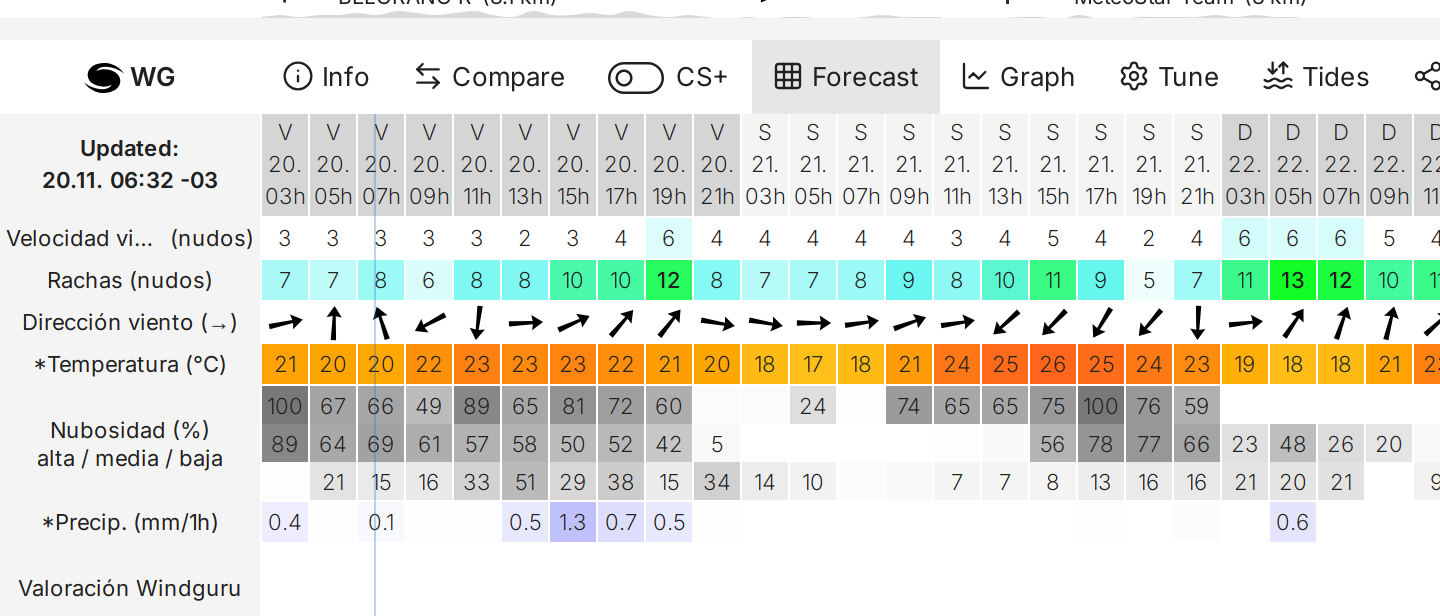 BELGRANO R (8.1 km)
MeteoStar Team (8 km)
WG Info Compare CS+ Forecast Graph Tune Tides
V V V V V V V V V V S S S S S S S S S S D D D D D
Updated: 20. 20. 20. 20. 20. 20. 20. 20. 20. 20. 21. 21. 21. 21. 21. 21. 21. 21. 21. 21. 22. 22. 22. 22.
20.11. 06:32 -03 03h 05h 07h 09h 11h 13h 15h 17h 19h 21h 03h 05h 07h 09h 11h 13h 15h 17h 19h 21h 03h 05h 07h 09h
Velocidad vi... (nudos) 3 3 3 3 3 2 3 4 6 4 4 4 4 4 3 4 5 4 2 4 6 6 6 5
Rachas (nudos) 7 7 8 6 8 8 10 10 12 8 7 7 8 9 8 10 11 9 5 7 11 13 12 10
Dirección viento (→)
*Temperatura (°C) 21 20 20 22 23 23 23 22 21 20 18 17 18 21 24 25 26 25 24 23 19 18 18 21
100 67 66 49 89 65 81 72 60 24 74 65 65 75 100 76 59
Nubosidad (%)
alta / media / baja
89 64 69 61 57 58 50 52 42 5 56 78 77 66 23 48 26 20
21 15 16 33 51 29 38 15 34 14 10 7 7 8 13 16 16 21 20 21 9
*Precip. (mm/1h) 0.4 0.1 0.5 1.3 0.7 0.5 0.6
Valoración Windguru